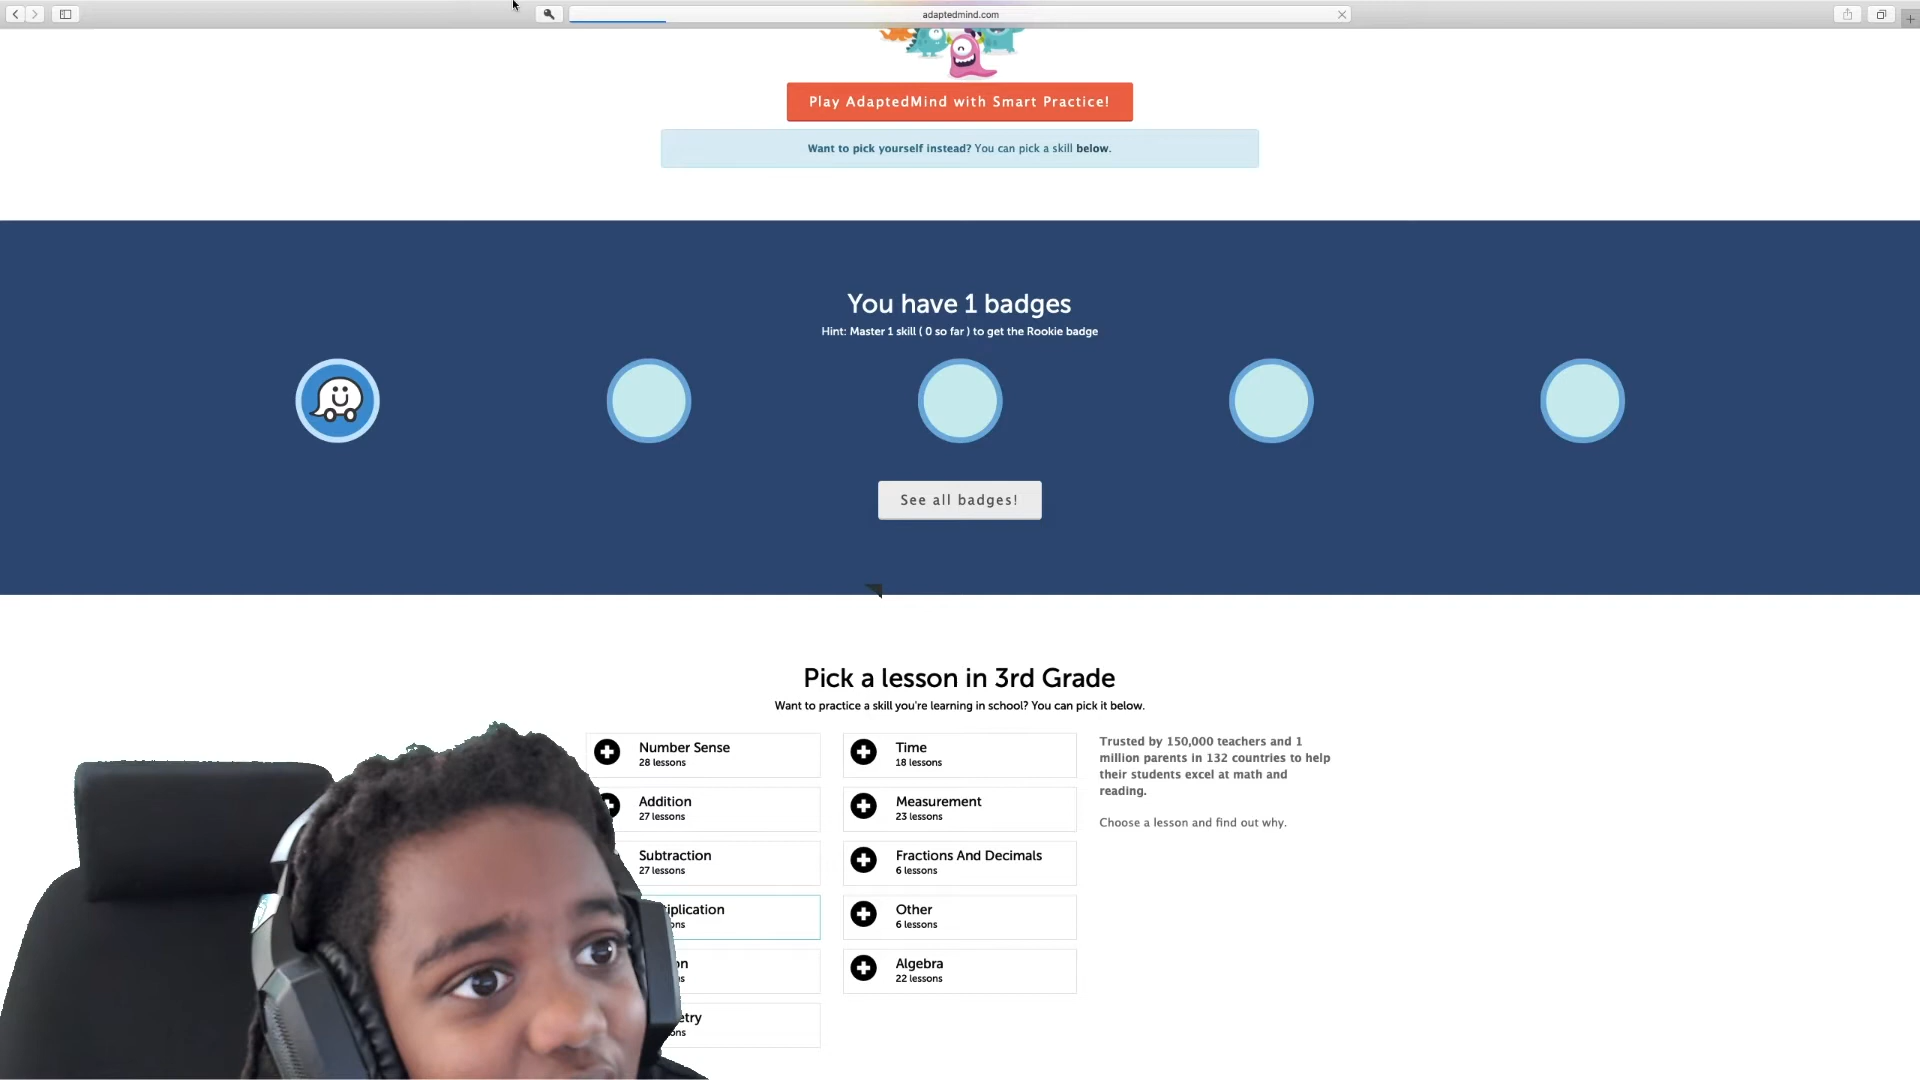 adaptedmind.com
Play AdaptedMind with Smart Practice!
Want to pick yourself instead? You can pick a skill below.
You have 1 badges
Hint: Master 1 skill ( 0 so far ) to get the Rookie badge
See all badges!
Pick a lesson in 3rd Grade
Want to practice a skill you're learning in school? You can pick it below.
Number Sense
28 lessons
Addition
27 lessons
Subtraction
27 lessons
Time
18 lessons
Measurement
23 lessons
Fractions And Decimals
6 lessons
Other
6 lessons
Algebra
22 lessons
Trusted by 150,000 teachers and 1
million parents in 132 countries to help
their students excel at math and
reading.
Choose a lesson and find out why.